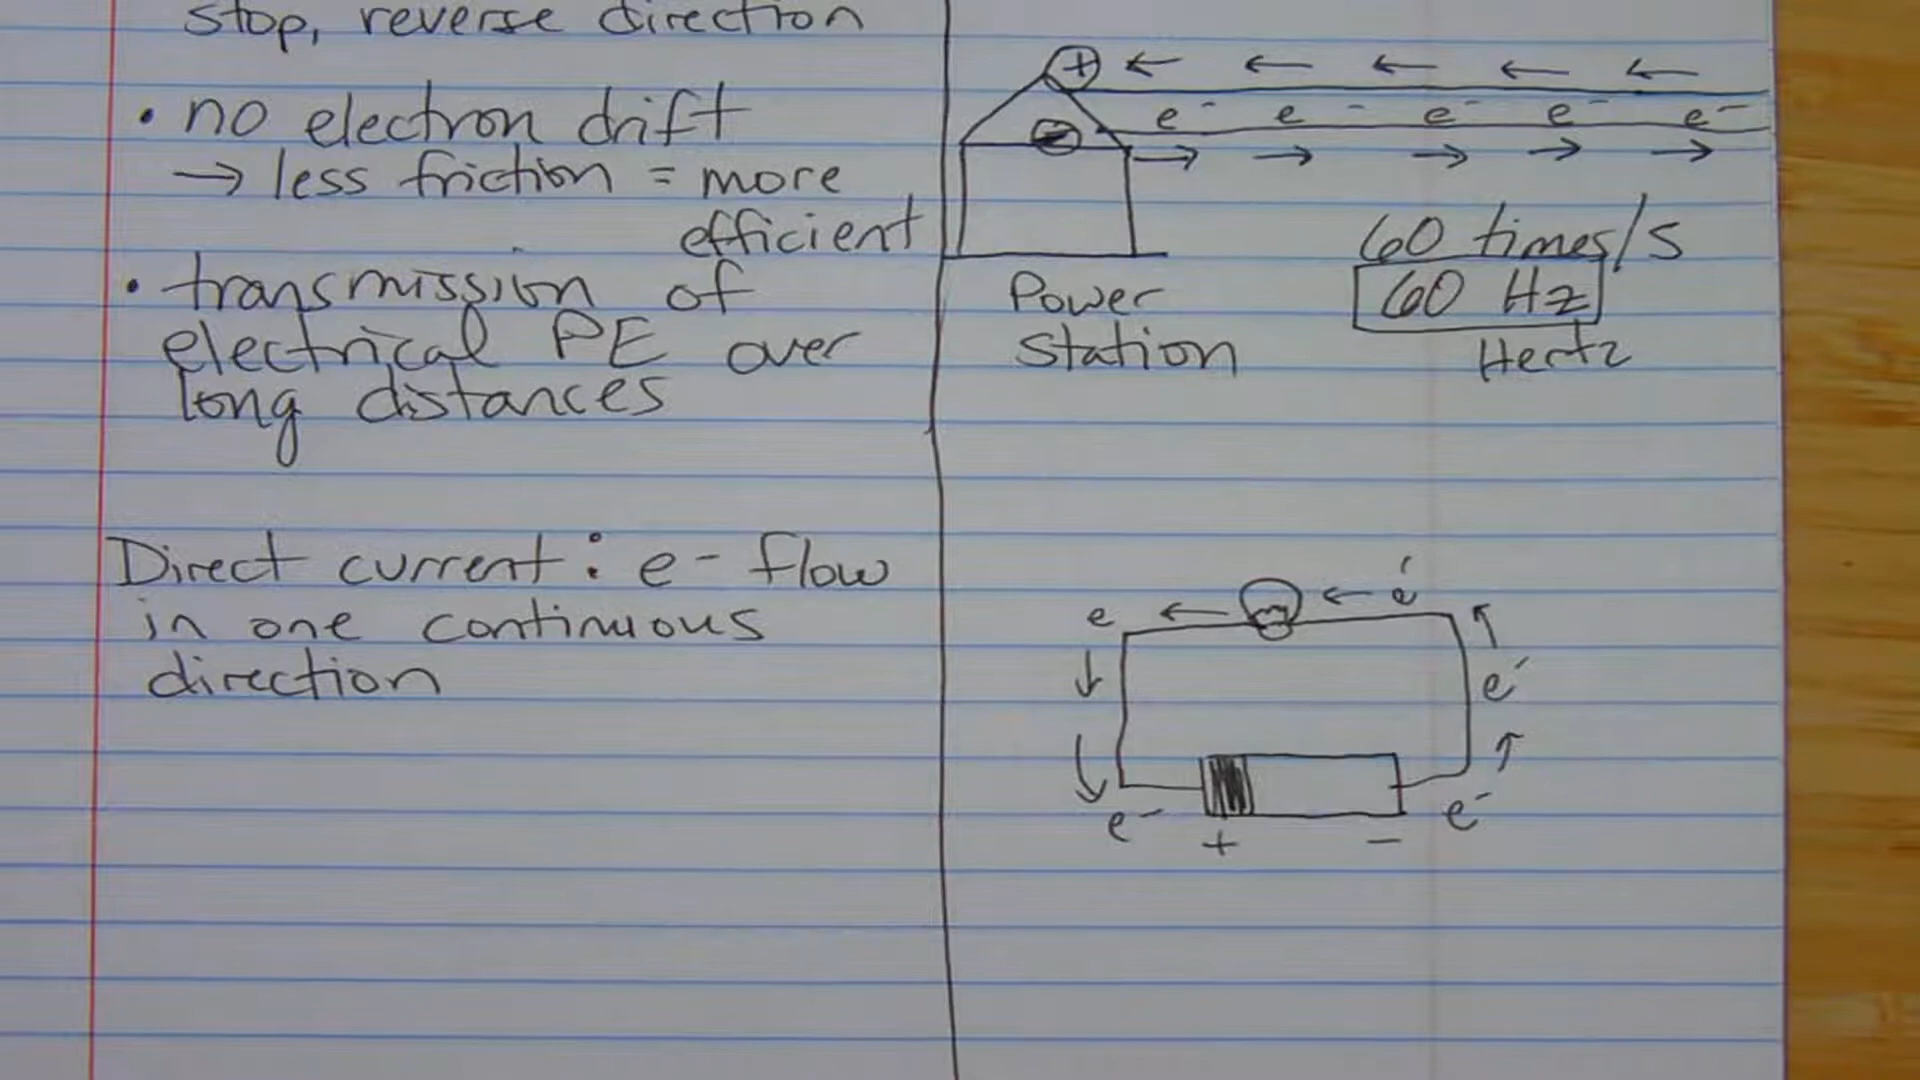 stop, reverse direction
• no electron drift
→ less friction = more
efficient
• transmission of
electrical PE over
long distances
Direct current : e- flow
in one continuous
direction
+ ← ← ← ← ←
e- e- e- e- e-
-
→ → → → →
60 times/s
60 Hz
Hertz
Power
Station
e ← ← e-
↑
↓ e-
↓ ↑
e- e-
+ -